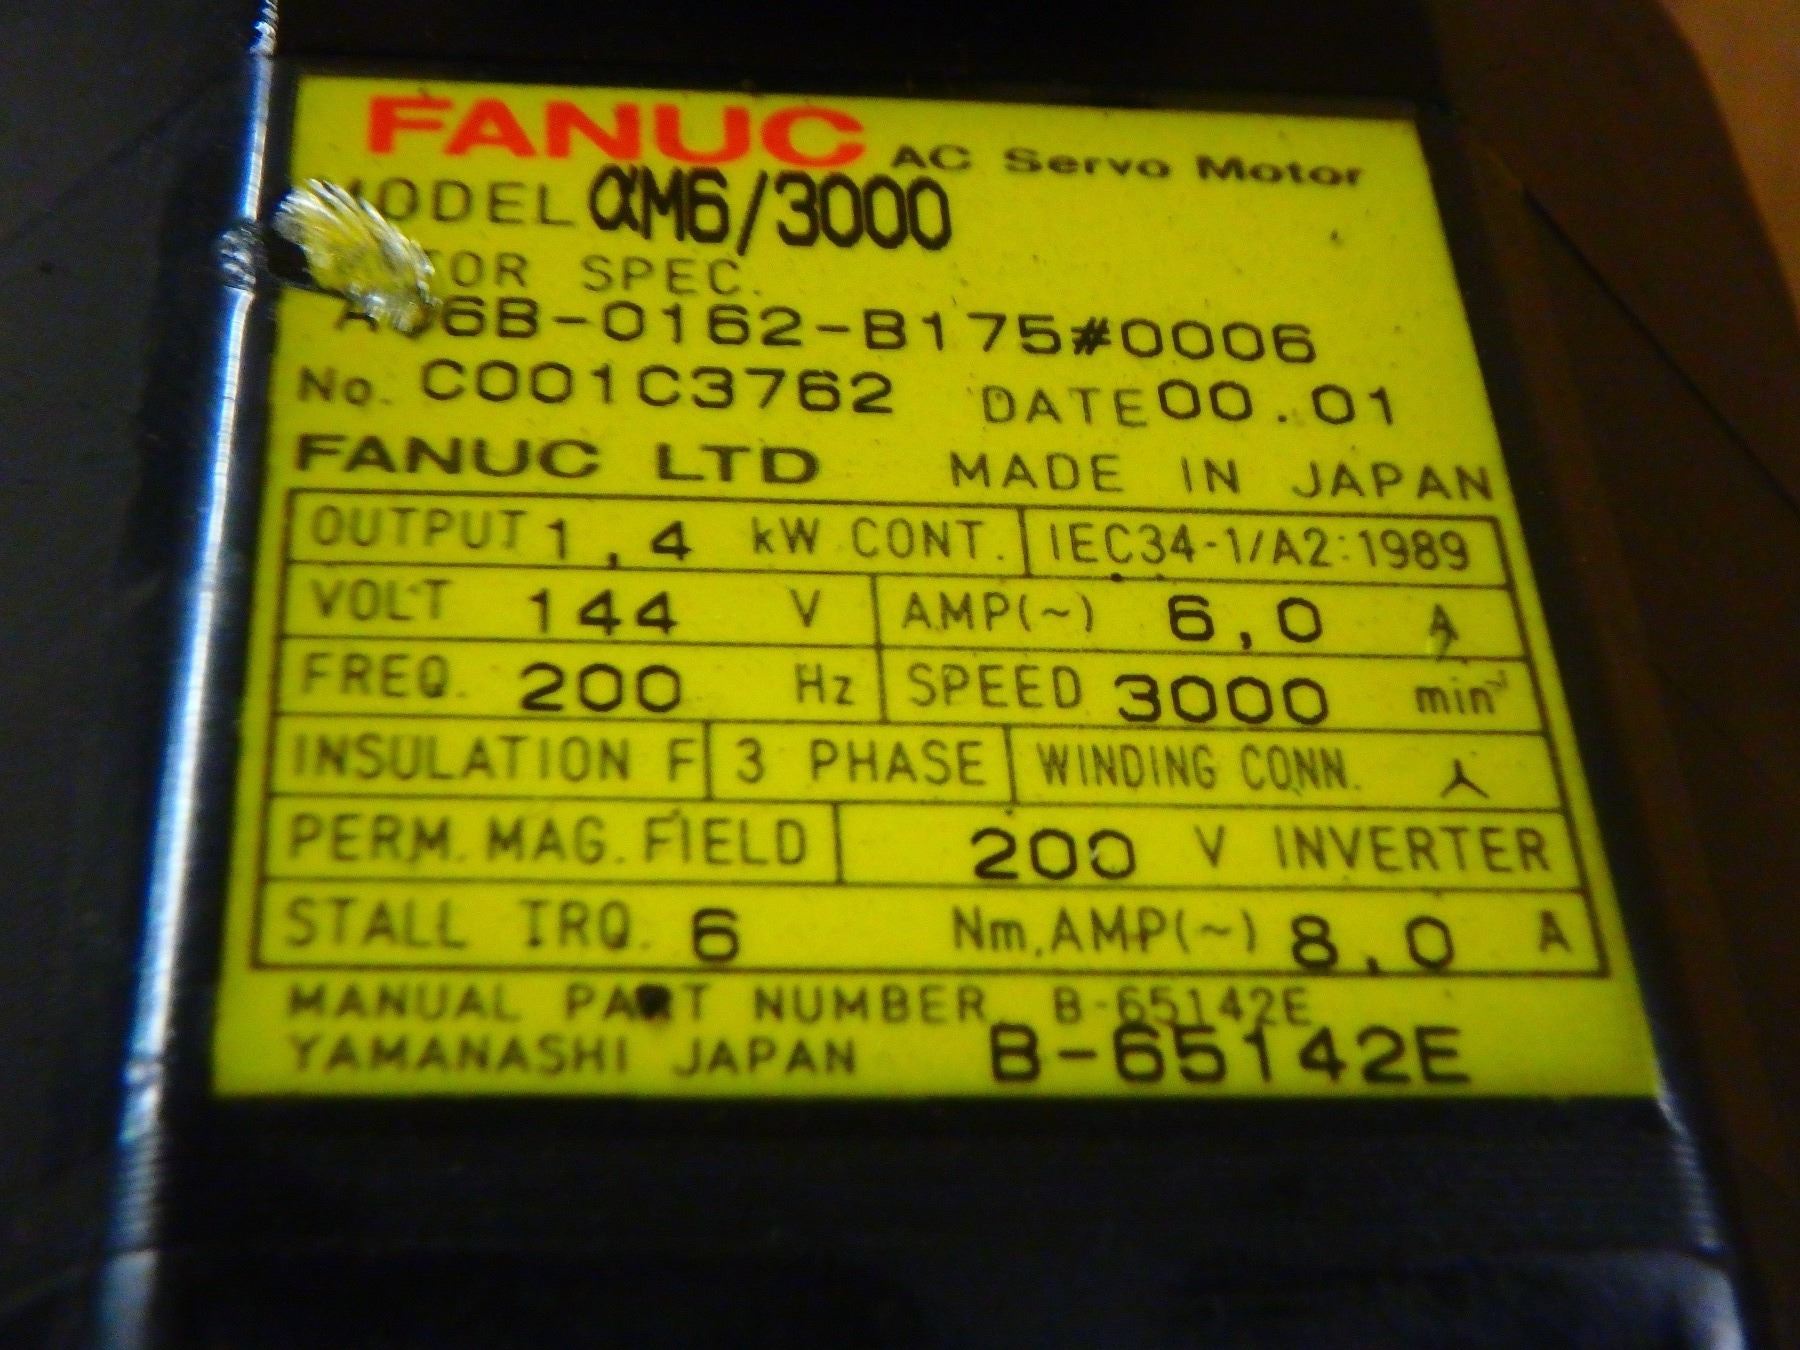 FANUC AC Servo Motor
MODEL αM6/3000
SPEC.
A06B-0162-B175#0006
No. C001C3762 DATE 00.01
FANUC LTD MADE IN JAPAN
OUTPUT 1,4 kW CONT. IEC34-1/A2:1989
VOLT 144 V AMP(~) 6,0 A
FREQ. 200 Hz SPEED 3000 min⁻¹
INSULATION F 3 PHASE WINDING CONN.
PERM. MAG. FIELD 200 V INVERTER
STALL TRQ. 6 Nm, AMP(~) 8,0 A
MANUAL PART NUMBER B-65142E
YAMANASHI JAPAN B-65142E